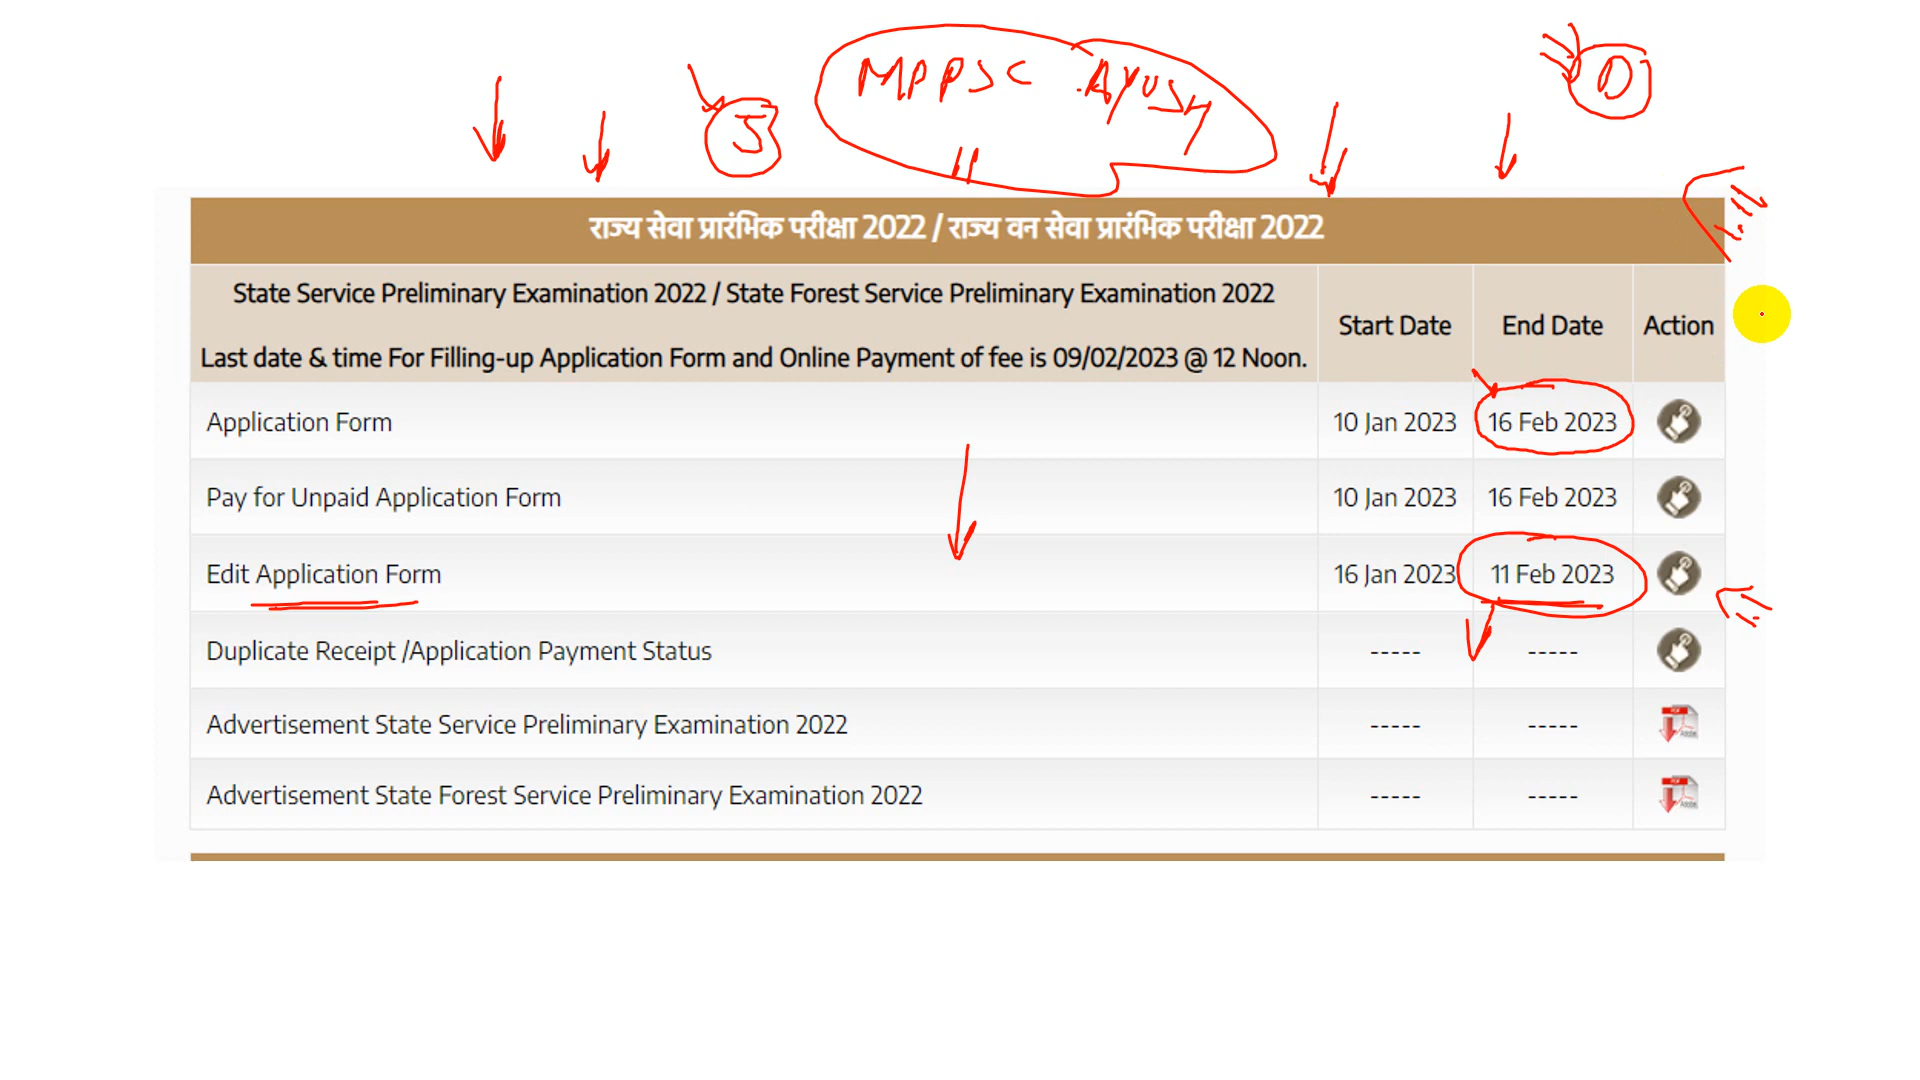 MPPSC AYUSH
राज्य सेवा प्रारंभिक परीक्षा 2022 / राज्य वन सेवा प्रारंभिक परीक्षा 2022
State Service Preliminary Examination 2022 / State Forest Service Preliminary Examination 2022
Last date & time For Filling-up Application Form and Online Payment of fee is 09/02/2023 @ 12 Noon.
Start Date End Date Action
Application Form 10 Jan 2023 16 Feb 2023
Pay for Unpaid Application Form 10 Jan 2023 16 Feb 2023
Edit Application Form 16 Jan 2023 11 Feb 2023
Duplicate Receipt /Application Payment Status ----- -----
Advertisement State Service Preliminary Examination 2022 ----- -----
Advertisement State Forest Service Preliminary Examination 2022 ----- -----